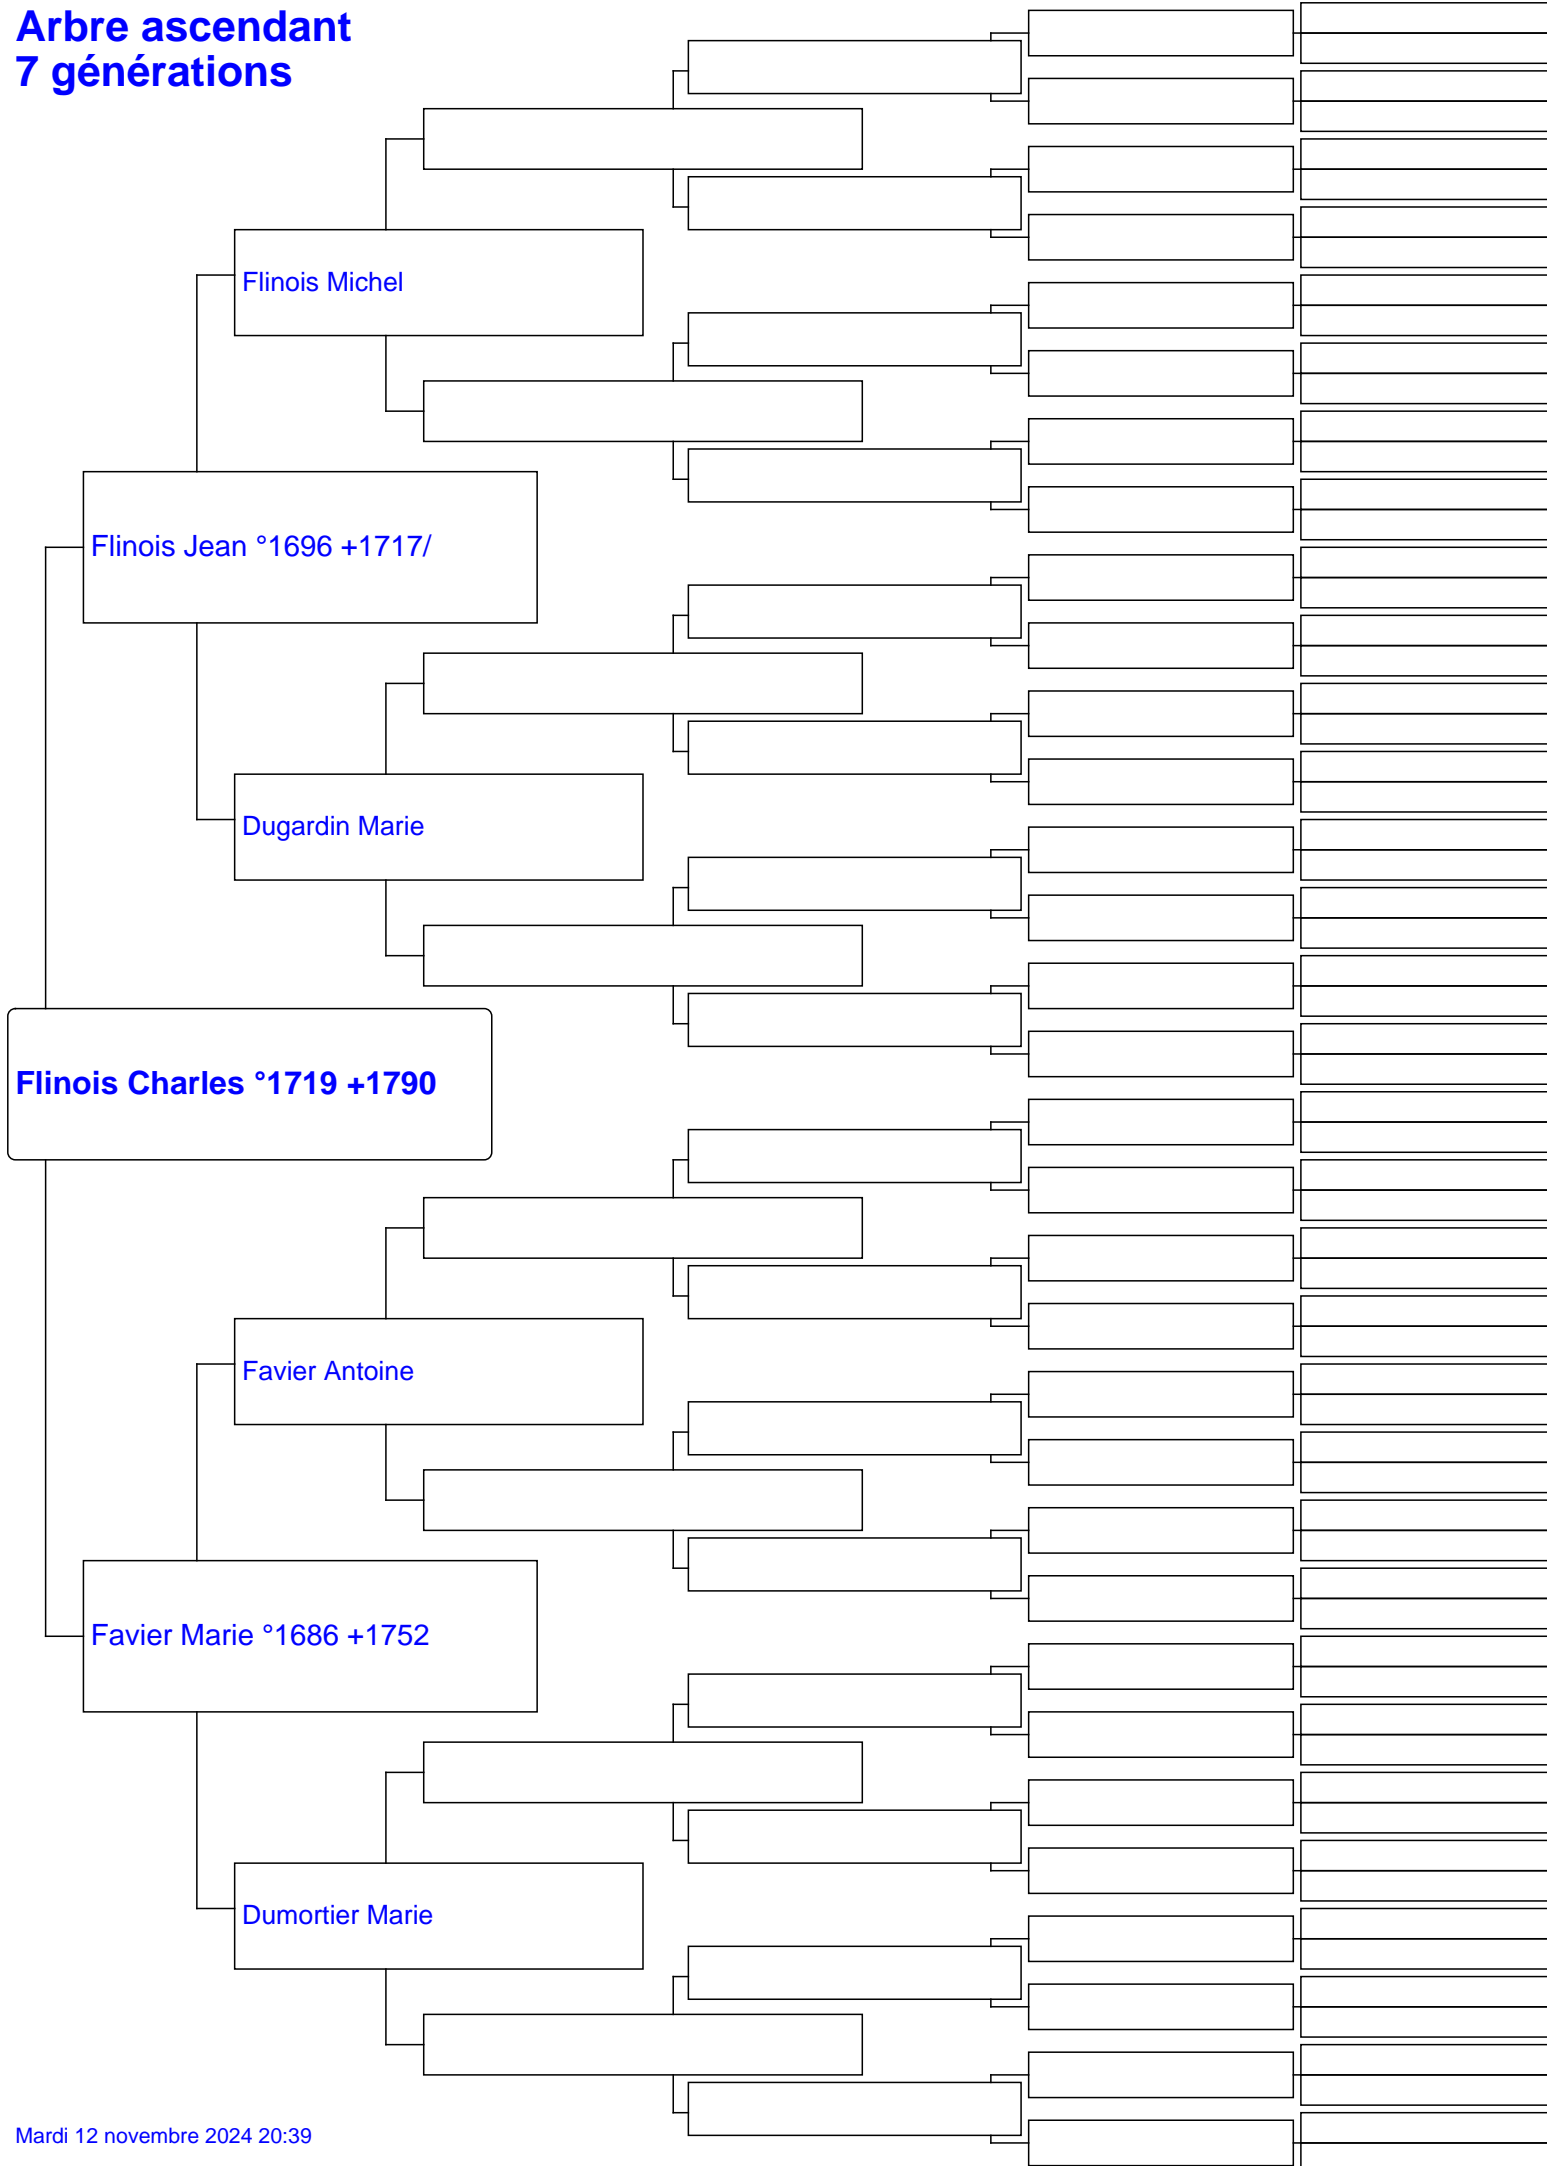 Arbre ascendant
7 générations
Flinois Michel
Flinois Jean °1696 +1717/
Dugardin Marie
Flinois Charles °1719 +1790
Favier Antoine
Favier Marie °1686 +1752
Dumortier Marie
Mardi 12 novembre 2024 20:39